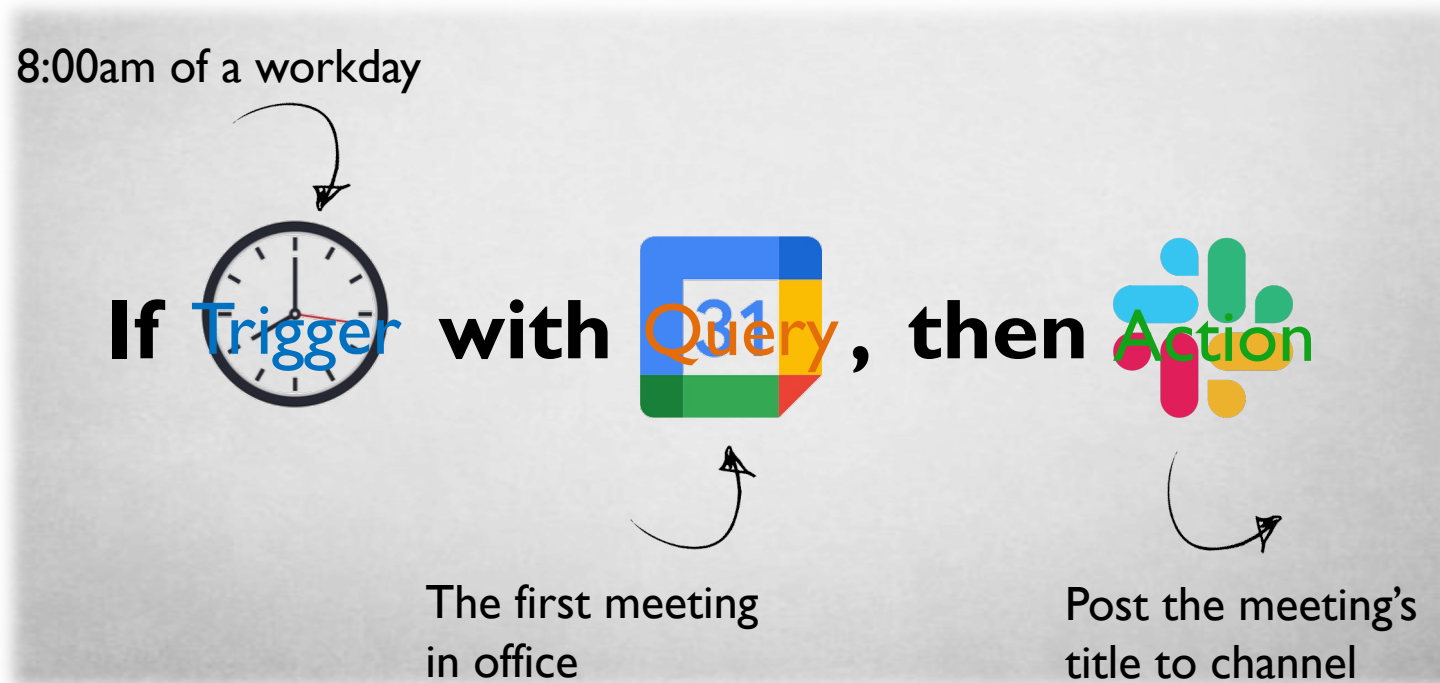 8:00am of a workday
If Trigger with Query, then Action
31
The first meeting
in office
Post the meeting’s
title to channel